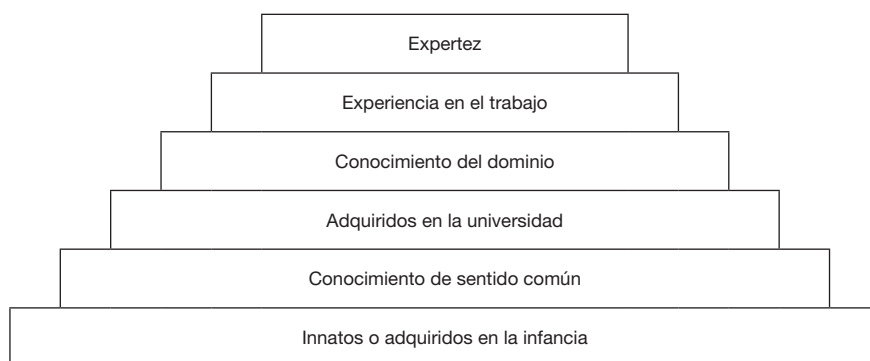 Expertez
Experiencia en el trabajo
Conocimiento del dominio
Adquiridos en la universidad
Conocimiento de sentido común
Innatos o adquiridos en la infancia